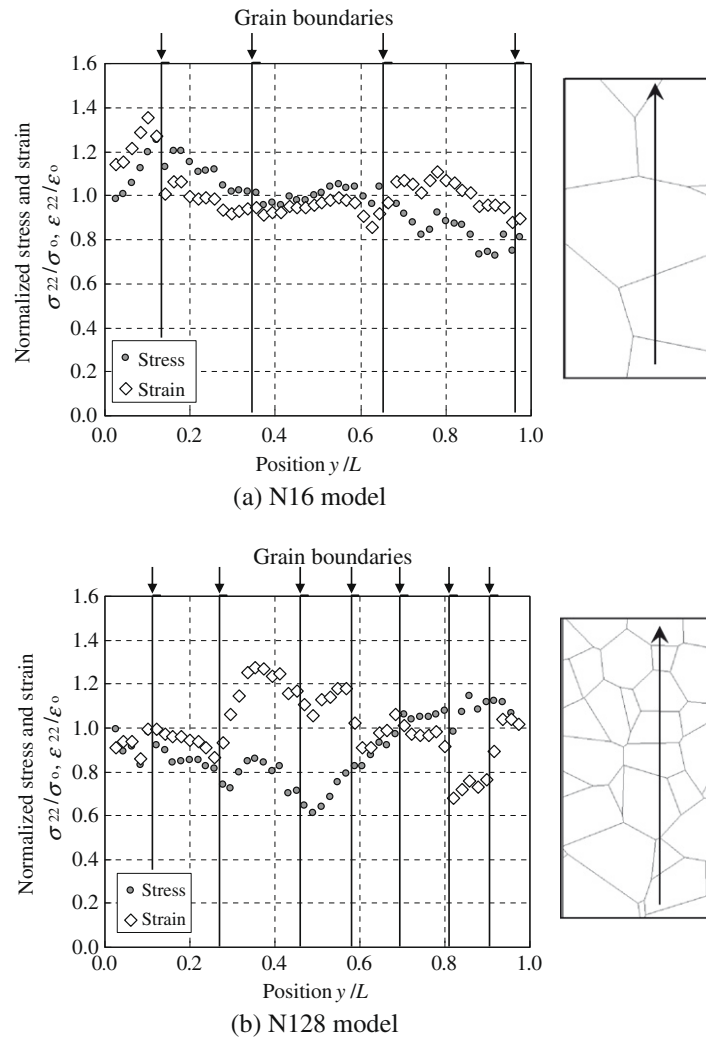 Grain boundaries
1.6
1.4
1.2
1.0
0.8
0.6
0.4
0.2
0.0
Normalized stress and strain
σ22/σo, ε22/εo
Stress
Strain
0.0 0.2 0.4 0.6 0.8 1.0
Position y/L
(a) N16 model
Grain boundaries
1.6
1.4
1.2
1.0
0.8
0.6
0.4
0.2
0.0
Normalized stress and strain
σ22/σo, ε22/εo
Stress
Strain
0.0 0.2 0.4 0.6 0.8 1.0
Position y/L
(b) N128 model